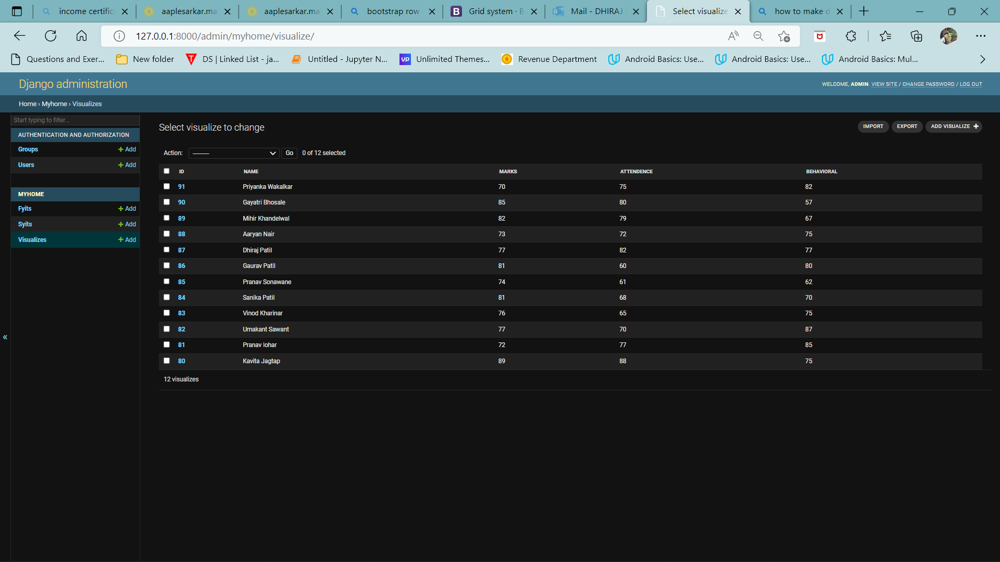 income certific
aaplesarkar.ma
aaplesarkar.ma
bootstrap row
Grid system · B
Mail - DHIRAJ
Select visualize
how to make d
127.0.0.1:8000/admin/myhome/visualize/
Questions and Exer...
New folder
DS | Linked List - ja...
Untitled - Jupyter N...
up Unlimited Themes...
Revenue Department
Android Basics: Use...
Android Basics: Use...
Android Basics: Mul...
Django administration
WELCOME, ADMIN. VIEW SITE / CHANGE PASSWORD / LOG OUT
Home › Myhome › Visualizes
Start typing to filter...
AUTHENTICATION AND AUTHORIZATION
Groups + Add
Users + Add
MYHOME
Fyits + Add
Syits + Add
Visualizes + Add
«
Select visualize to change
IMPORT EXPORT ADD VISUALIZE +
Action: --------- Go 0 of 12 selected
ID NAME MARKS ATTENDENCE BEHAVIORAL
91 Priyanka Wakalkar 70 75 82
90 Gayatri Bhosale 85 80 57
89 Mihir Khandelwal 82 79 67
88 Aaryan Nair 73 72 75
87 Dhiraj Patil 77 82 77
86 Gaurav Patil 81 60 80
85 Pranav Sonawane 74 61 62
84 Sanika Patil 81 68 70
83 Vinod Kharinar 76 65 75
82 Umakant Sawant 77 70 87
81 Pranav lohar 72 77 85
80 Kavita Jagtap 89 88 75
12 visualizes